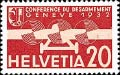 CONFERENCE DU DESARMEMENT
GENEVE 1932
HELVETIA 20